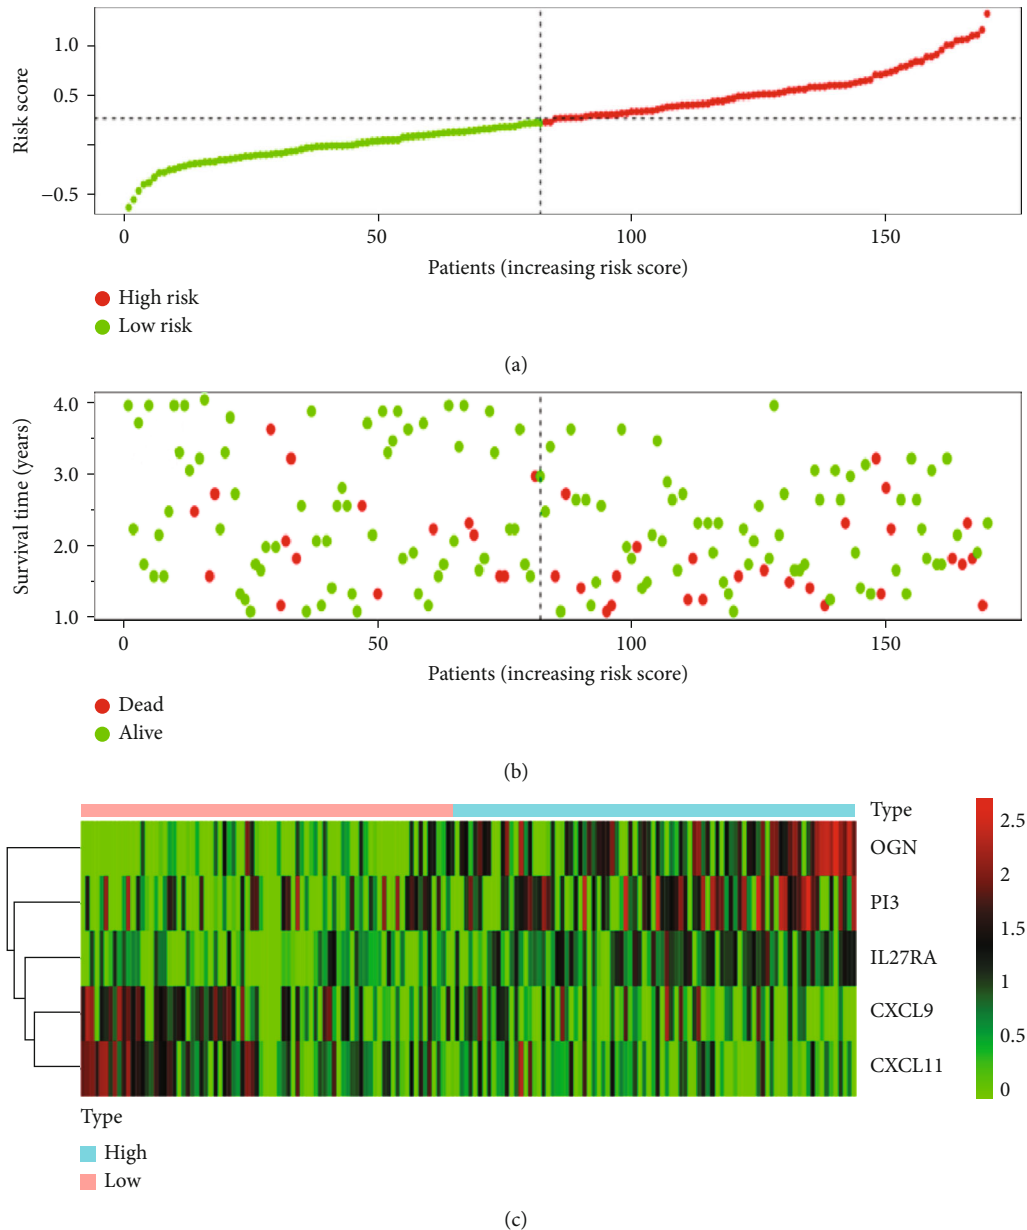 1.0
0.5
−0.5
Risk score
0
50
100
150
Patients (increasing risk score)
High risk
Low risk
(a)
4.0
3.0
2.0
1.0
Survival time (years)
0
50
100
150
Patients (increasing risk score)
Dead
Alive
(b)
Type
OGN
PI3
IL27RA
CXCL9
CXCL11
2.5
2
1.5
1
0.5
0
Type
High
Low
(c)